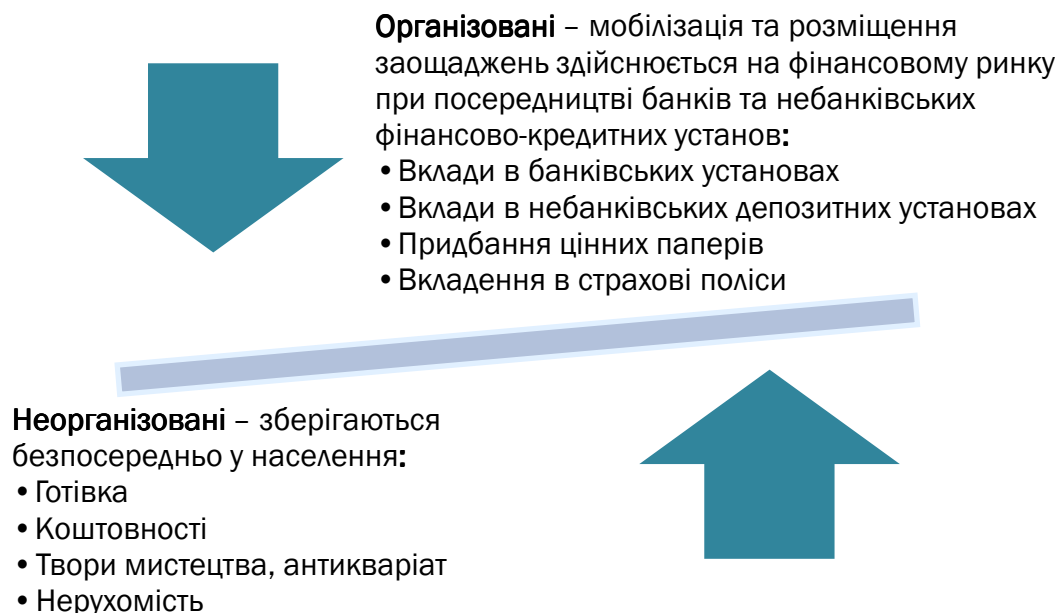 Організовані – мобілізація та розміщення
заощаджень здійснюється на фінансовому ринку
при посередництві банків та небанківських
фінансово-кредитних установ:
• Вклади в банківських установах
• Вклади в небанківських депозитних установах
• Придбання цінних паперів
• Вкладення в страхові поліси
Неорганізовані – зберігаються
безпосередньо у населення:
• Готівка
• Коштовності
• Твори мистецтва, антикваріат
• Нерухомість